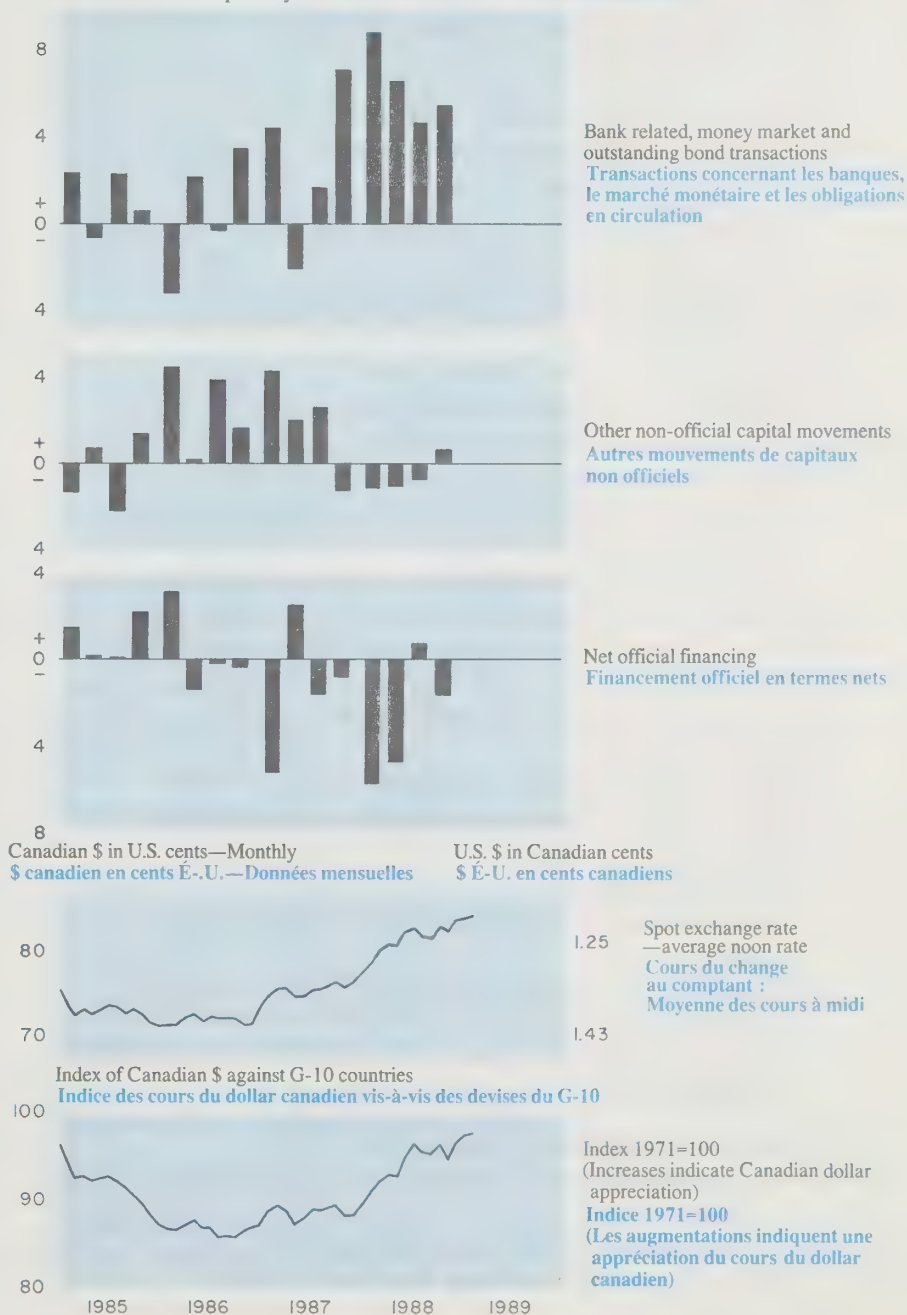 8
4
+
0
−
4
Bank related, money market and
outstanding bond transactions
Transactions concernant les banques,
le marché monétaire et les obligations
en circulation
4
+
0
−
4
Other non-official capital movements
Autres mouvements de capitaux
non officiels
4
+
0
−
4
8
Net official financing
Financement officiel en termes nets
Canadian $ in U.S. cents—Monthly
$ canadien en cents É-.U.—Données mensuelles
U.S. $ in Canadian cents
$ É-U. en cents canadiens
80
70
1.25
1.43
Spot exchange rate
—average noon rate
Cours du change
au comptant :
Moyenne des cours à midi
Index of Canadian $ against G-10 countries
Indice des cours du dollar canadien vis-à-vis des devises du G-10
100
90
80
Index 1971=100
(Increases indicate Canadian dollar
appreciation)
Indice 1971=100
(Les augmentations indiquent une
appréciation du cours du dollar
canadien)
1985 1986 1987 1988 1989